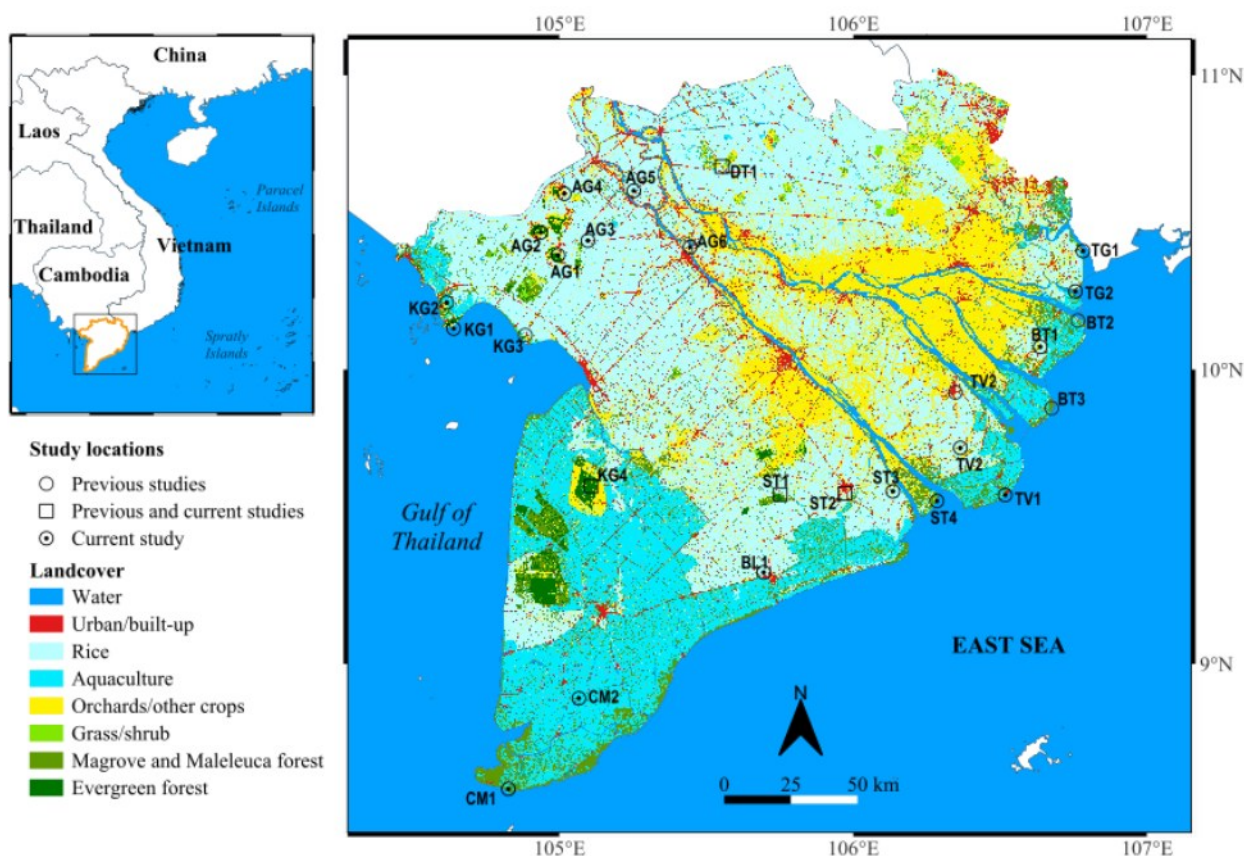 China
Laos
Paracel
Islands
Thailand
Vietnam
Cambodia
Spratly
Islands
Study locations
Previous studies
Previous and current studies
Current study
Landcover
Water
Urban/built-up
Rice
Aquaculture
Orchards/other crops
Grass/shrub
Magrove and Maleleuca forest
Evergreen forest
105°E
106°E
107°E
11°N
DT1
AG5
AG4
AG3
AG2
AG6
AG1
TG1
KG2
TG2
KG1
BT2
KG3
BT1
10°N
TV2
BT3
TV2
KG4
ST1
ST3
ST2
TV1
Gulf of
Thailand
ST4
BL1
EAST SEA
9°N
CM2
N
0 25 50 km
CM1
105°E
106°E
107°E